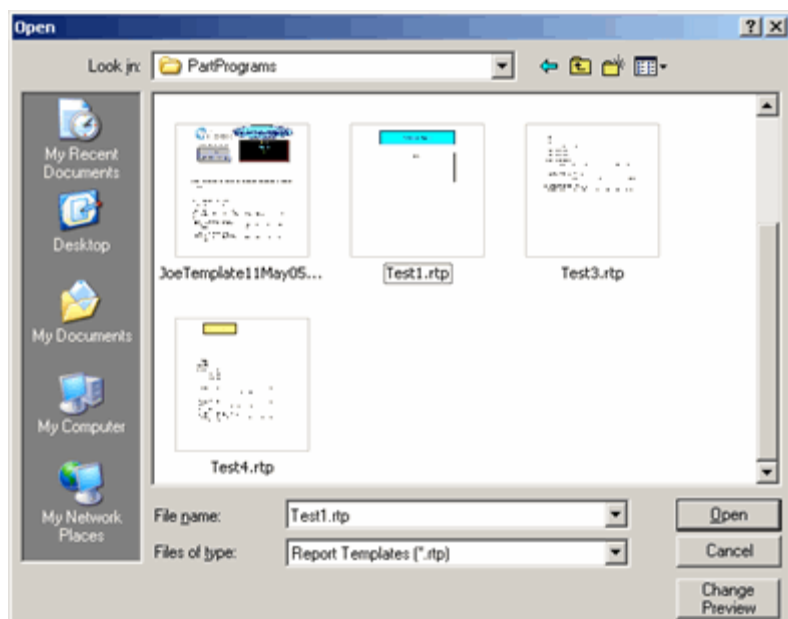 Open
Look in:
PartPrograms
My Recent
Documents
Desktop
My Documents
My Computer
My Network
Places
JoeTemplate11May05...
Test1.rtp
Test3.rtp
Test4.rtp
File name:
Test1.rtp
Open
Files of type:
Report Templates (*.rtp)
Cancel
Change
Preview